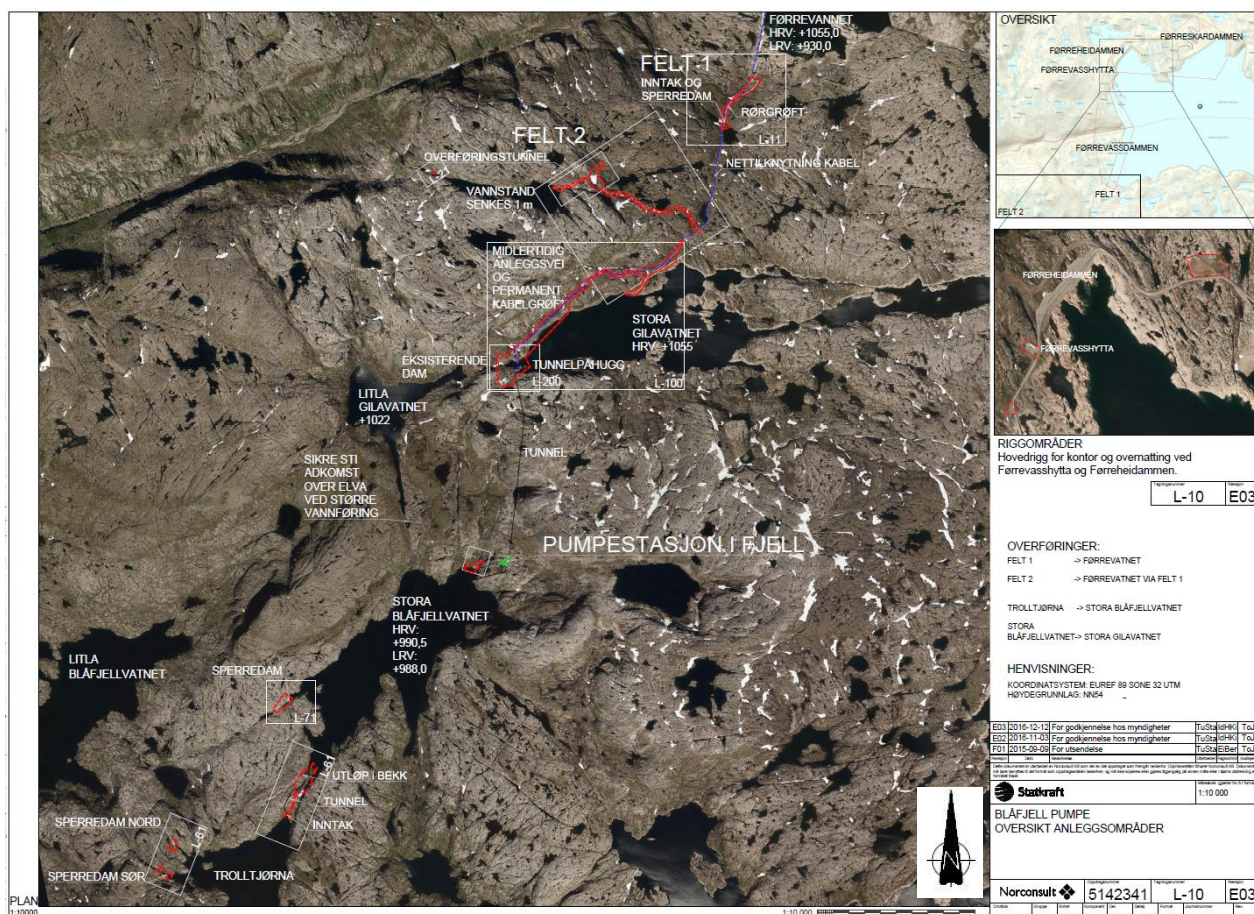 FØRREVANNET
HRV: +1055,0
LRV: +930,0
FELT 1
INNTAK OG
SPERREDAM
RØRGRØFT
L-11
FELT 2
OVERFØRINGSTUNNEL
L-2
NETTILKNYTNING KABEL
VANNSTAND
SENKES 1 m
MIDLERTIDIG
ANLEGGSVEI
OG
PERMANENT
KABELGRØFT
STORA
GILAVATNET
HRV: +1055
EKSISTERENDE
DAM
TUNNELPÅHUGG
L-200
L-100
LITLA
GILAVATNET
+1022
TUNNEL
SIKRE STI
ADKOMST
OVER ELVA
VED STØRRE
VANNFØRING
PUMPESTASJON I FJELL
STORA
BLÅFJELLVATNET
HRV:
+990,5
LRV:
+988,0
LITLA
BLÅFJELLVATNET
SPERREDAM
L-71
L-61
UTLØP I BEKK
TUNNEL
INNTAK
SPERREDAM NORD
L-61
SPERREDAM SØR
TROLLTJØRNA
PLAN
1:10000
1:10 000
OVERSIKT
FØRRESKARDAMMEN
FØRREHEIDAMMEN
FØRREVASSHYTTA
FØRREVASSDAMMEN
FELT 1
FELT 2
FØRREHEIDAMMEN
FØRREVASSHYTTA
RIGGOMRÅDER
Hovedrigg for kontor og overnatting ved
Førrevasshytta og Førreheidammen.
L-10 E03
OVERFØRINGER:
FELT 1 -> FØRREVATNET
FELT 2 -> FØRREVATNET VIA FELT 1
TROLLTJØRNA -> STORA BLÅFJELLVATNET
STORA
BLÅFJELLVATNET-> STORA GILAVATNET
HENVISNINGER:
KOORDINATSYSTEM: EUREF 89 SONE 32 UTM
HØYDEGRUNNLAG: NN54
E03 2016-12-12 For godkjennelse hos myndigheter
E02 2016-11-03 For godkjennelse hos myndigheter
F01 2015-09-09 For utsendelse
Statkraft
1:10 000
BLÅFJELL PUMPE
OVERSIKT ANLEGGSOMRÅDER
Norconsult 5142341 L-10 E03